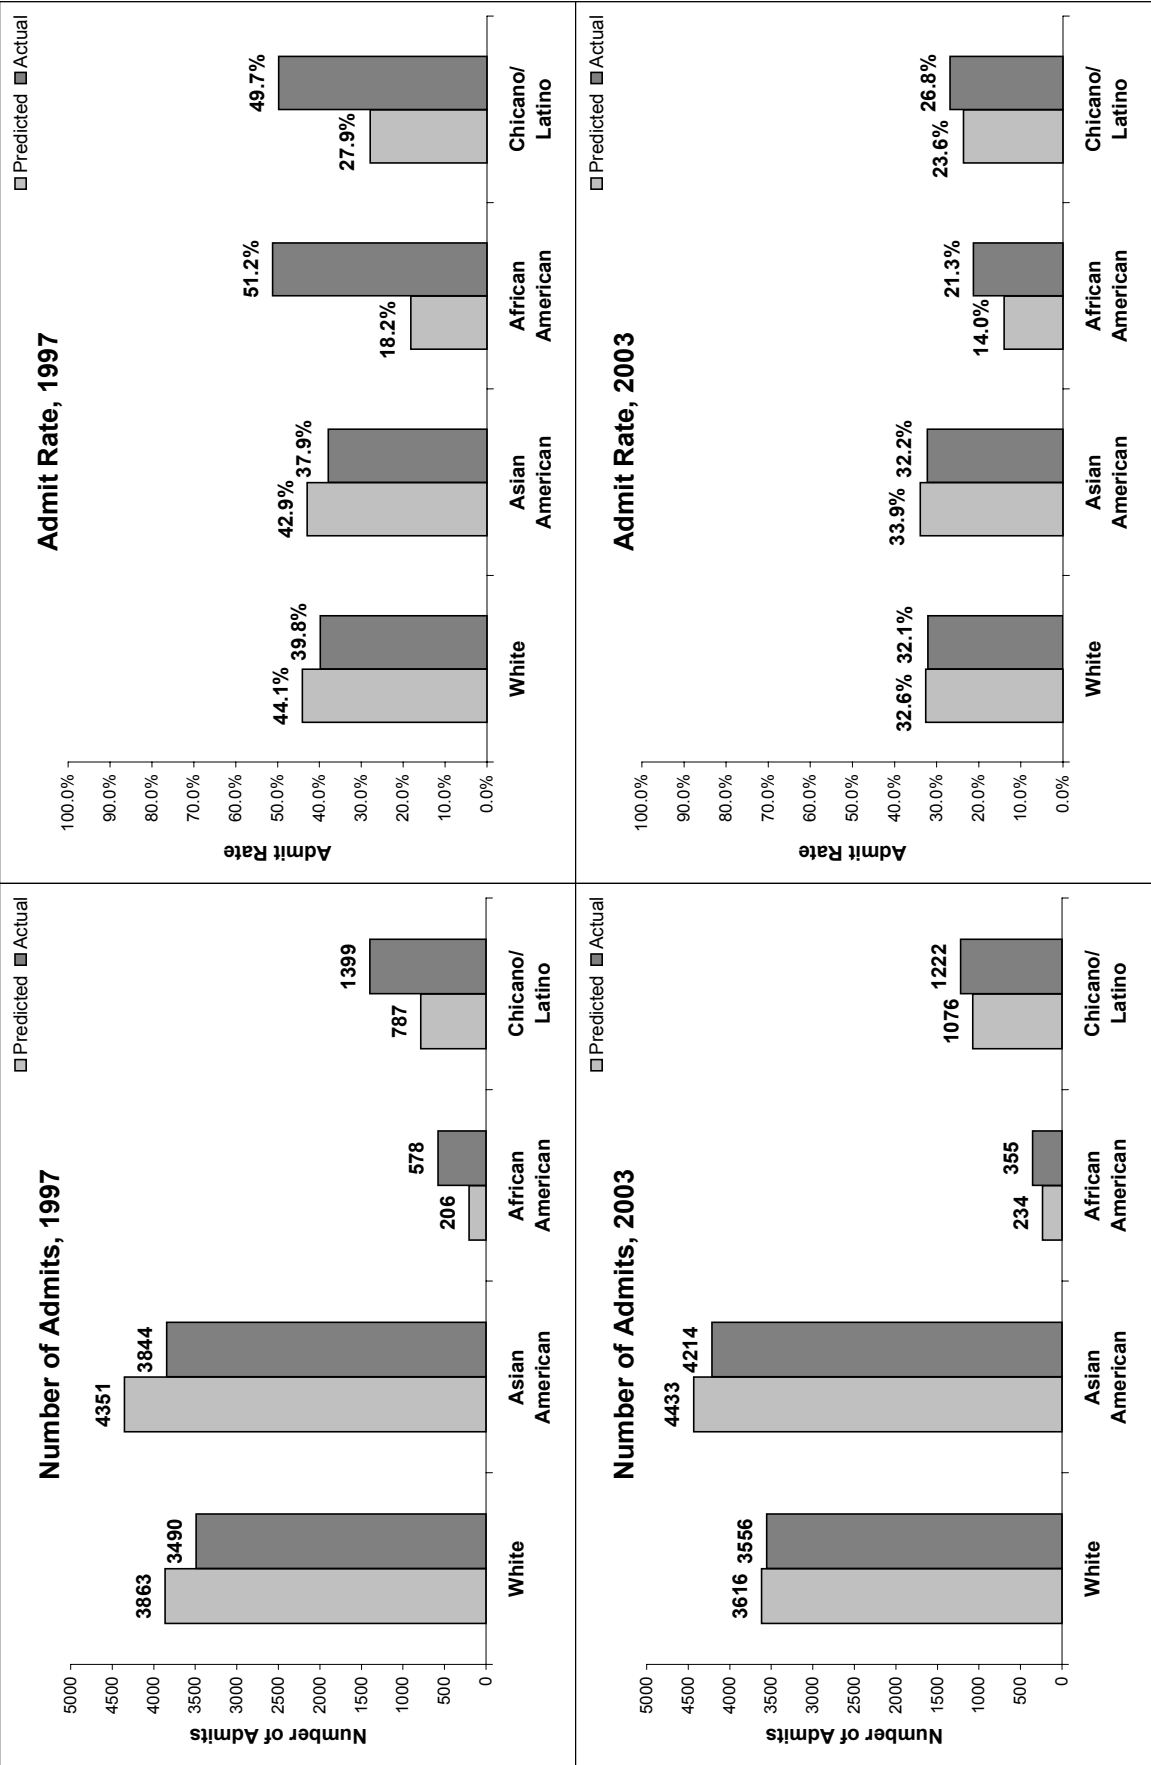 Number of Admits, 1997
Predicted Actual
Number of Admits
5000
4500
4000
3500
3000
2500
2000
1500
1000
500
0
3863
3490
4351
3844
206
578
787
1399
White
Asian
American
African
American
Chicano/
Latino
Admit Rate, 1997
Predicted Actual
Admit Rate
100.0%
90.0%
80.0%
70.0%
60.0%
50.0%
40.0%
30.0%
20.0%
10.0%
0.0%
44.1%
39.8%
42.9%
37.9%
18.2%
51.2%
27.9%
49.7%
White
Asian
American
African
American
Chicano/
Latino
Number of Admits, 2003
Predicted Actual
Number of Admits
5000
4500
4000
3500
3000
2500
2000
1500
1000
500
0
3616
3556
4433
4214
234
355
1076
1222
White
Asian
American
African
American
Chicano/
Latino
Admit Rate, 2003
Predicted Actual
Admit Rate
100.0%
90.0%
80.0%
70.0%
60.0%
50.0%
40.0%
30.0%
20.0%
10.0%
0.0%
32.6%
32.1%
33.9%
32.2%
14.0%
21.3%
23.6%
26.8%
White
Asian
American
African
American
Chicano/
Latino